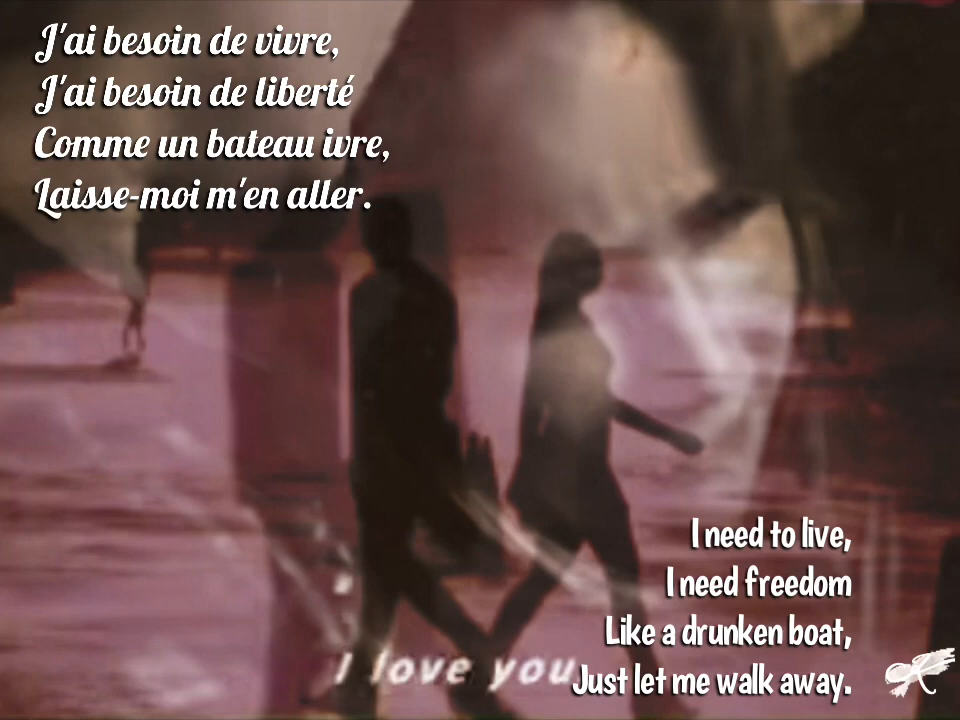 J'ai besoin de vivre,
J'ai besoin de liberté
Comme un bateau ivre,
Laisse-moi m'en aller.
I need to live,
I need freedom
Like a drunken boat,
Just let me walk away.
I love you